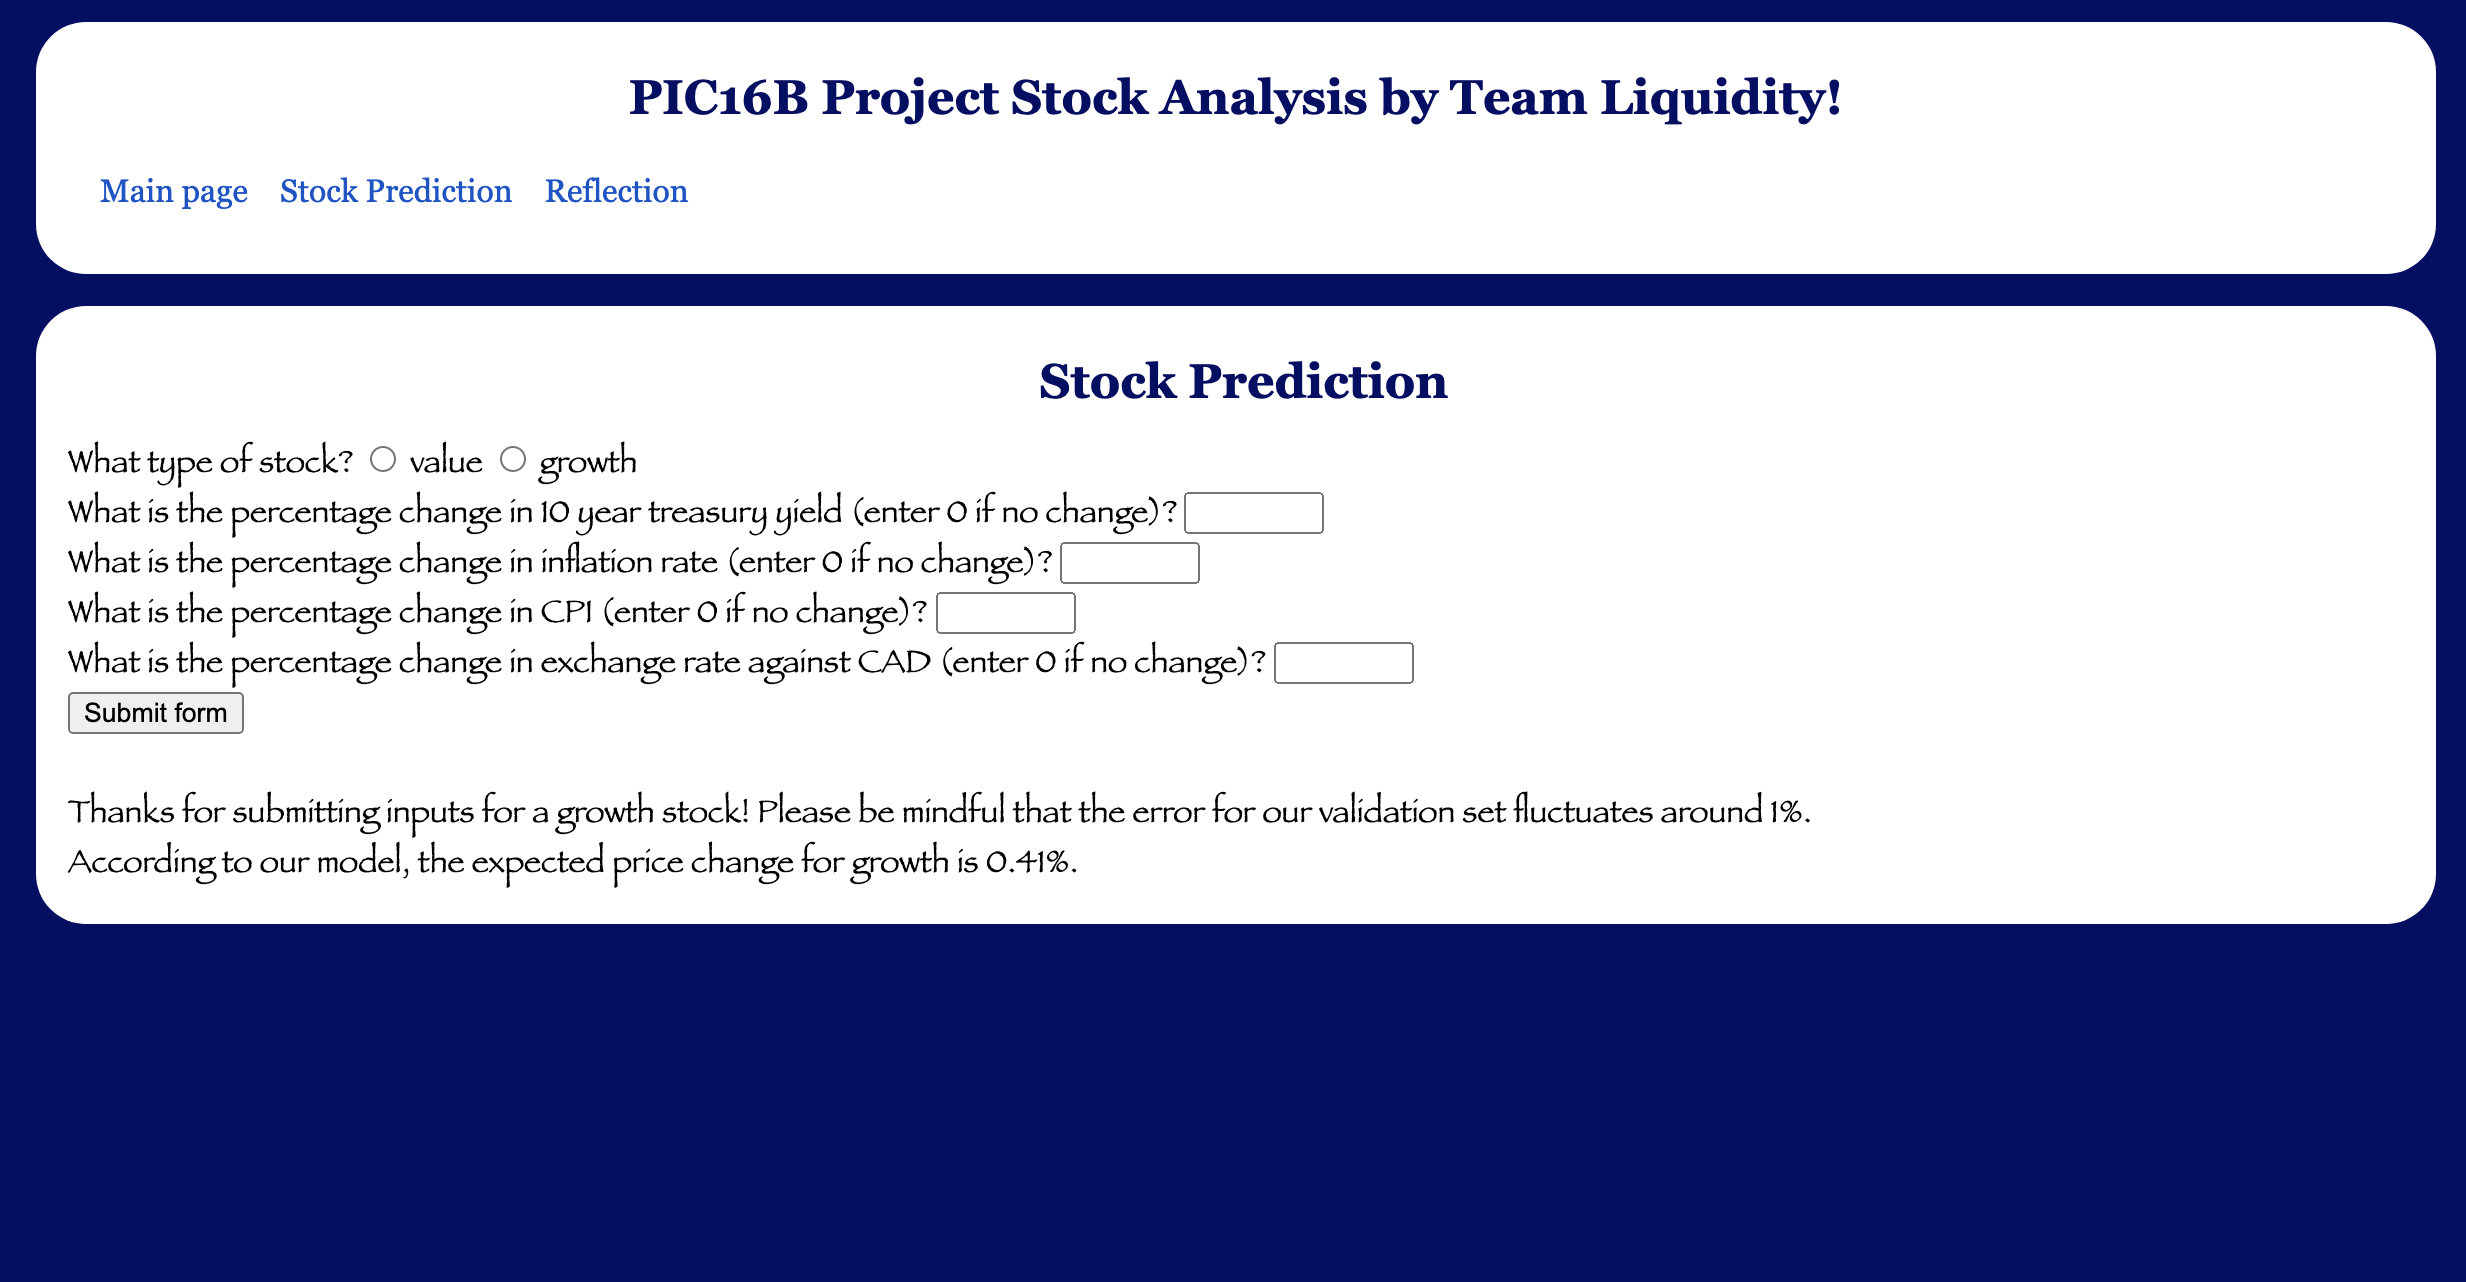 PIC16B Project Stock Analysis by Team Liquidity!
Main page Stock Prediction Reflection
Stock Prediction
What type of stock? value growth
What is the percentage change in 10 year treasury yield (enter 0 if no change)?
What is the percentage change in inflation rate (enter 0 if no change)?
What is the percentage change in CPI (enter 0 if no change)?
What is the percentage change in exchange rate against CAD (enter 0 if no change)?
Submit form
Thanks for submitting inputs for a growth stock! Please be mindful that the error for our validation set fluctuates around 1%.
According to our model, the expected price change for growth is 0.41%.